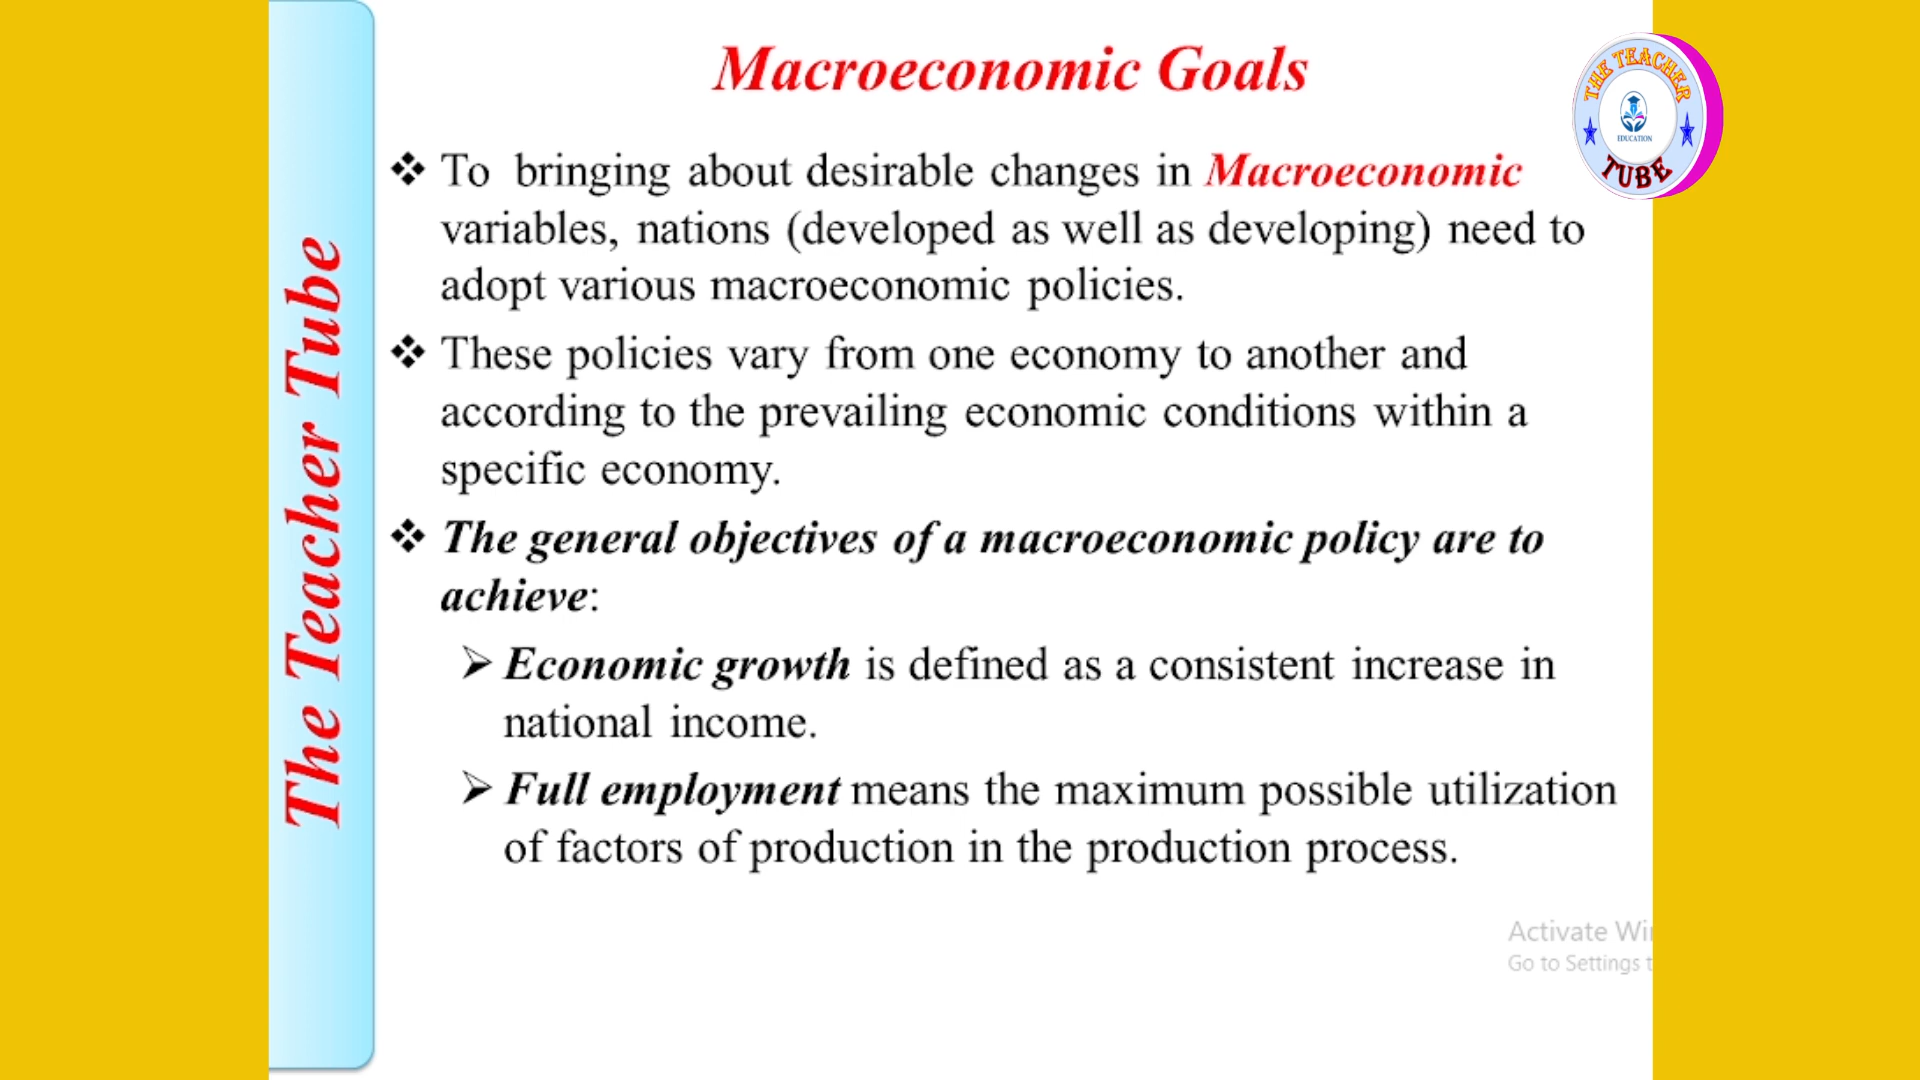 Macroeconomic Goals
THE TEACHER
EDUCATION
TUBE
❖ To bringing about desirable changes in Macroeconomic
variables, nations (developed as well as developing) need to
adopt various macroeconomic policies.
❖ These policies vary from one economy to another and
according to the prevailing economic conditions within a
specific economy.
❖ The general objectives of a macroeconomic policy are to
achieve:
➢ Economic growth is defined as a consistent increase in
national income.
➢ Full employment means the maximum possible utilization
of factors of production in the production process.
The Teacher Tube
Activate Wi
Go to Settings t